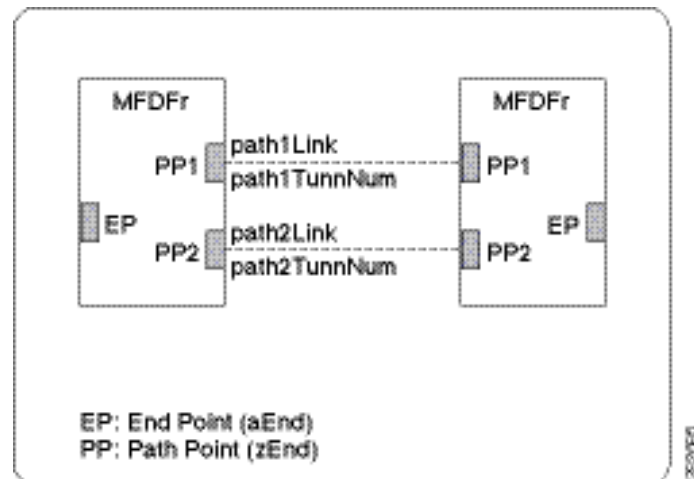 MFDFr
MFDFr
path1Link
PP1
PP1
path1TunnNum
EP
EP
path2Link
PP2
PP2
path2TunnNum
EP: End Point (aEnd)
PP: Path Point (zEnd)